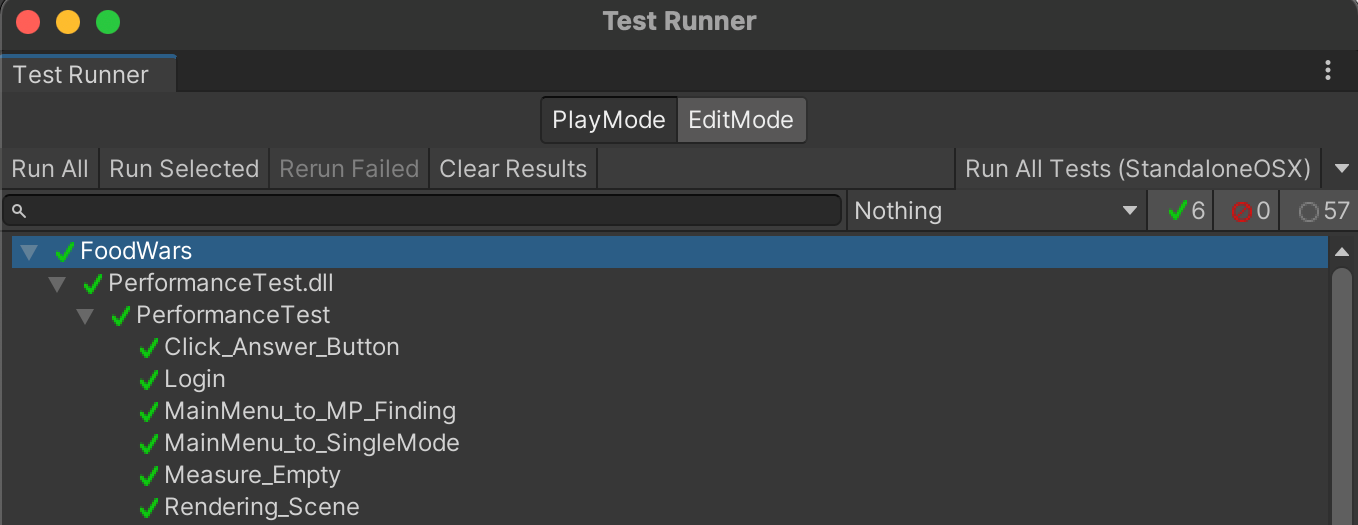 Test Runner
Test Runner
PlayMode EditMode
Run All Run Selected Rerun Failed Clear Results Run All Tests (StandaloneOSX)
Nothing 6 0 57
FoodWars
PerformanceTest.dll
PerformanceTest
Click_Answer_Button
Login
MainMenu_to_MP_Finding
MainMenu_to_SingleMode
Measure_Empty
Rendering_Scene